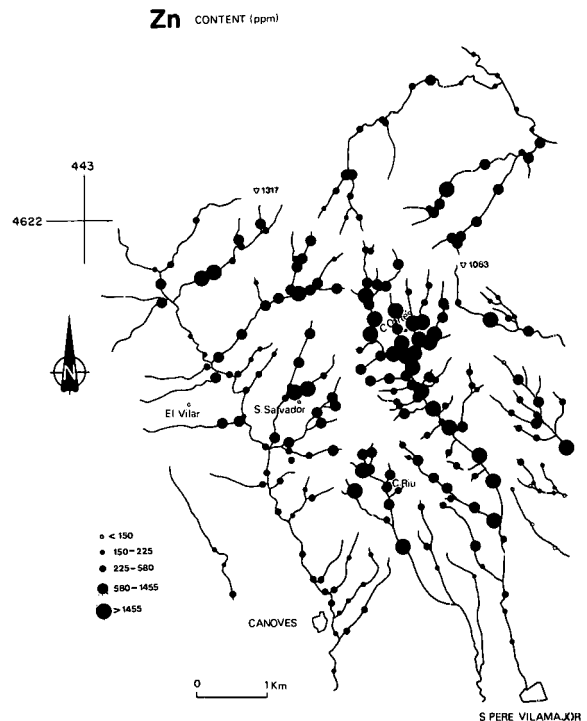 Zn CONTENT (ppm)
443
4622
▽1317
▽1063
N
El Vilar
S. Salvador
C. Riu
< 150
150-225
225-580
580-1455
> 1455
CANOVES
0 1 Km
S PERE VILAMAJOR